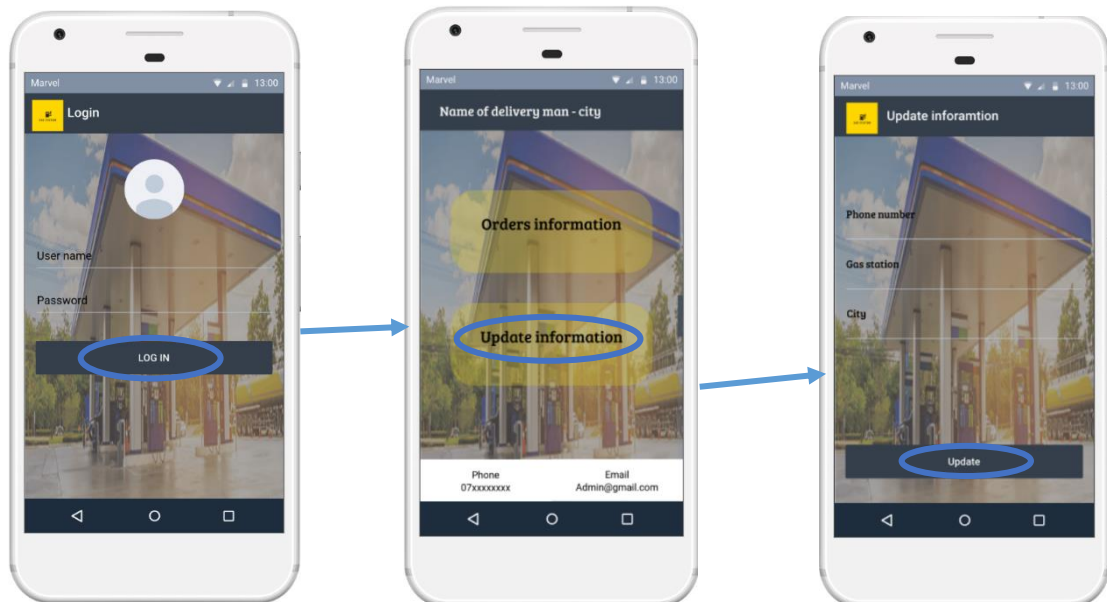 Marvel 13:00
Login
User name
Password
LOG IN
Marvel 13:00
Name of delivery man - city
Orders information
Update information
Phone Email
07xxxxxxxx Admin@gmail.com
Marvel 13:00
Update inforamtion
Phone number
Gas station
City
Update